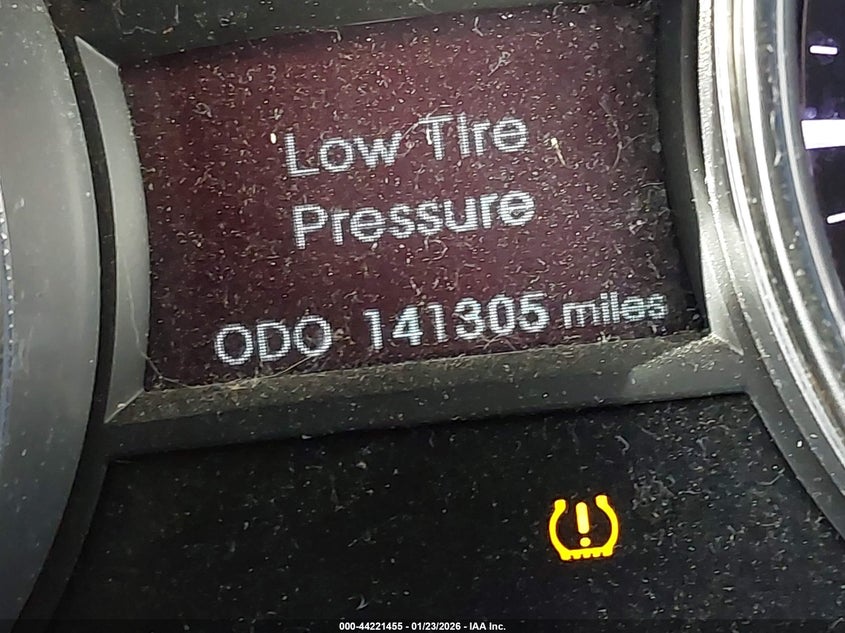 Low Tire
Pressure
ODO 141305 miles
000-44221455 - 01/23/2026 - IAA Inc.